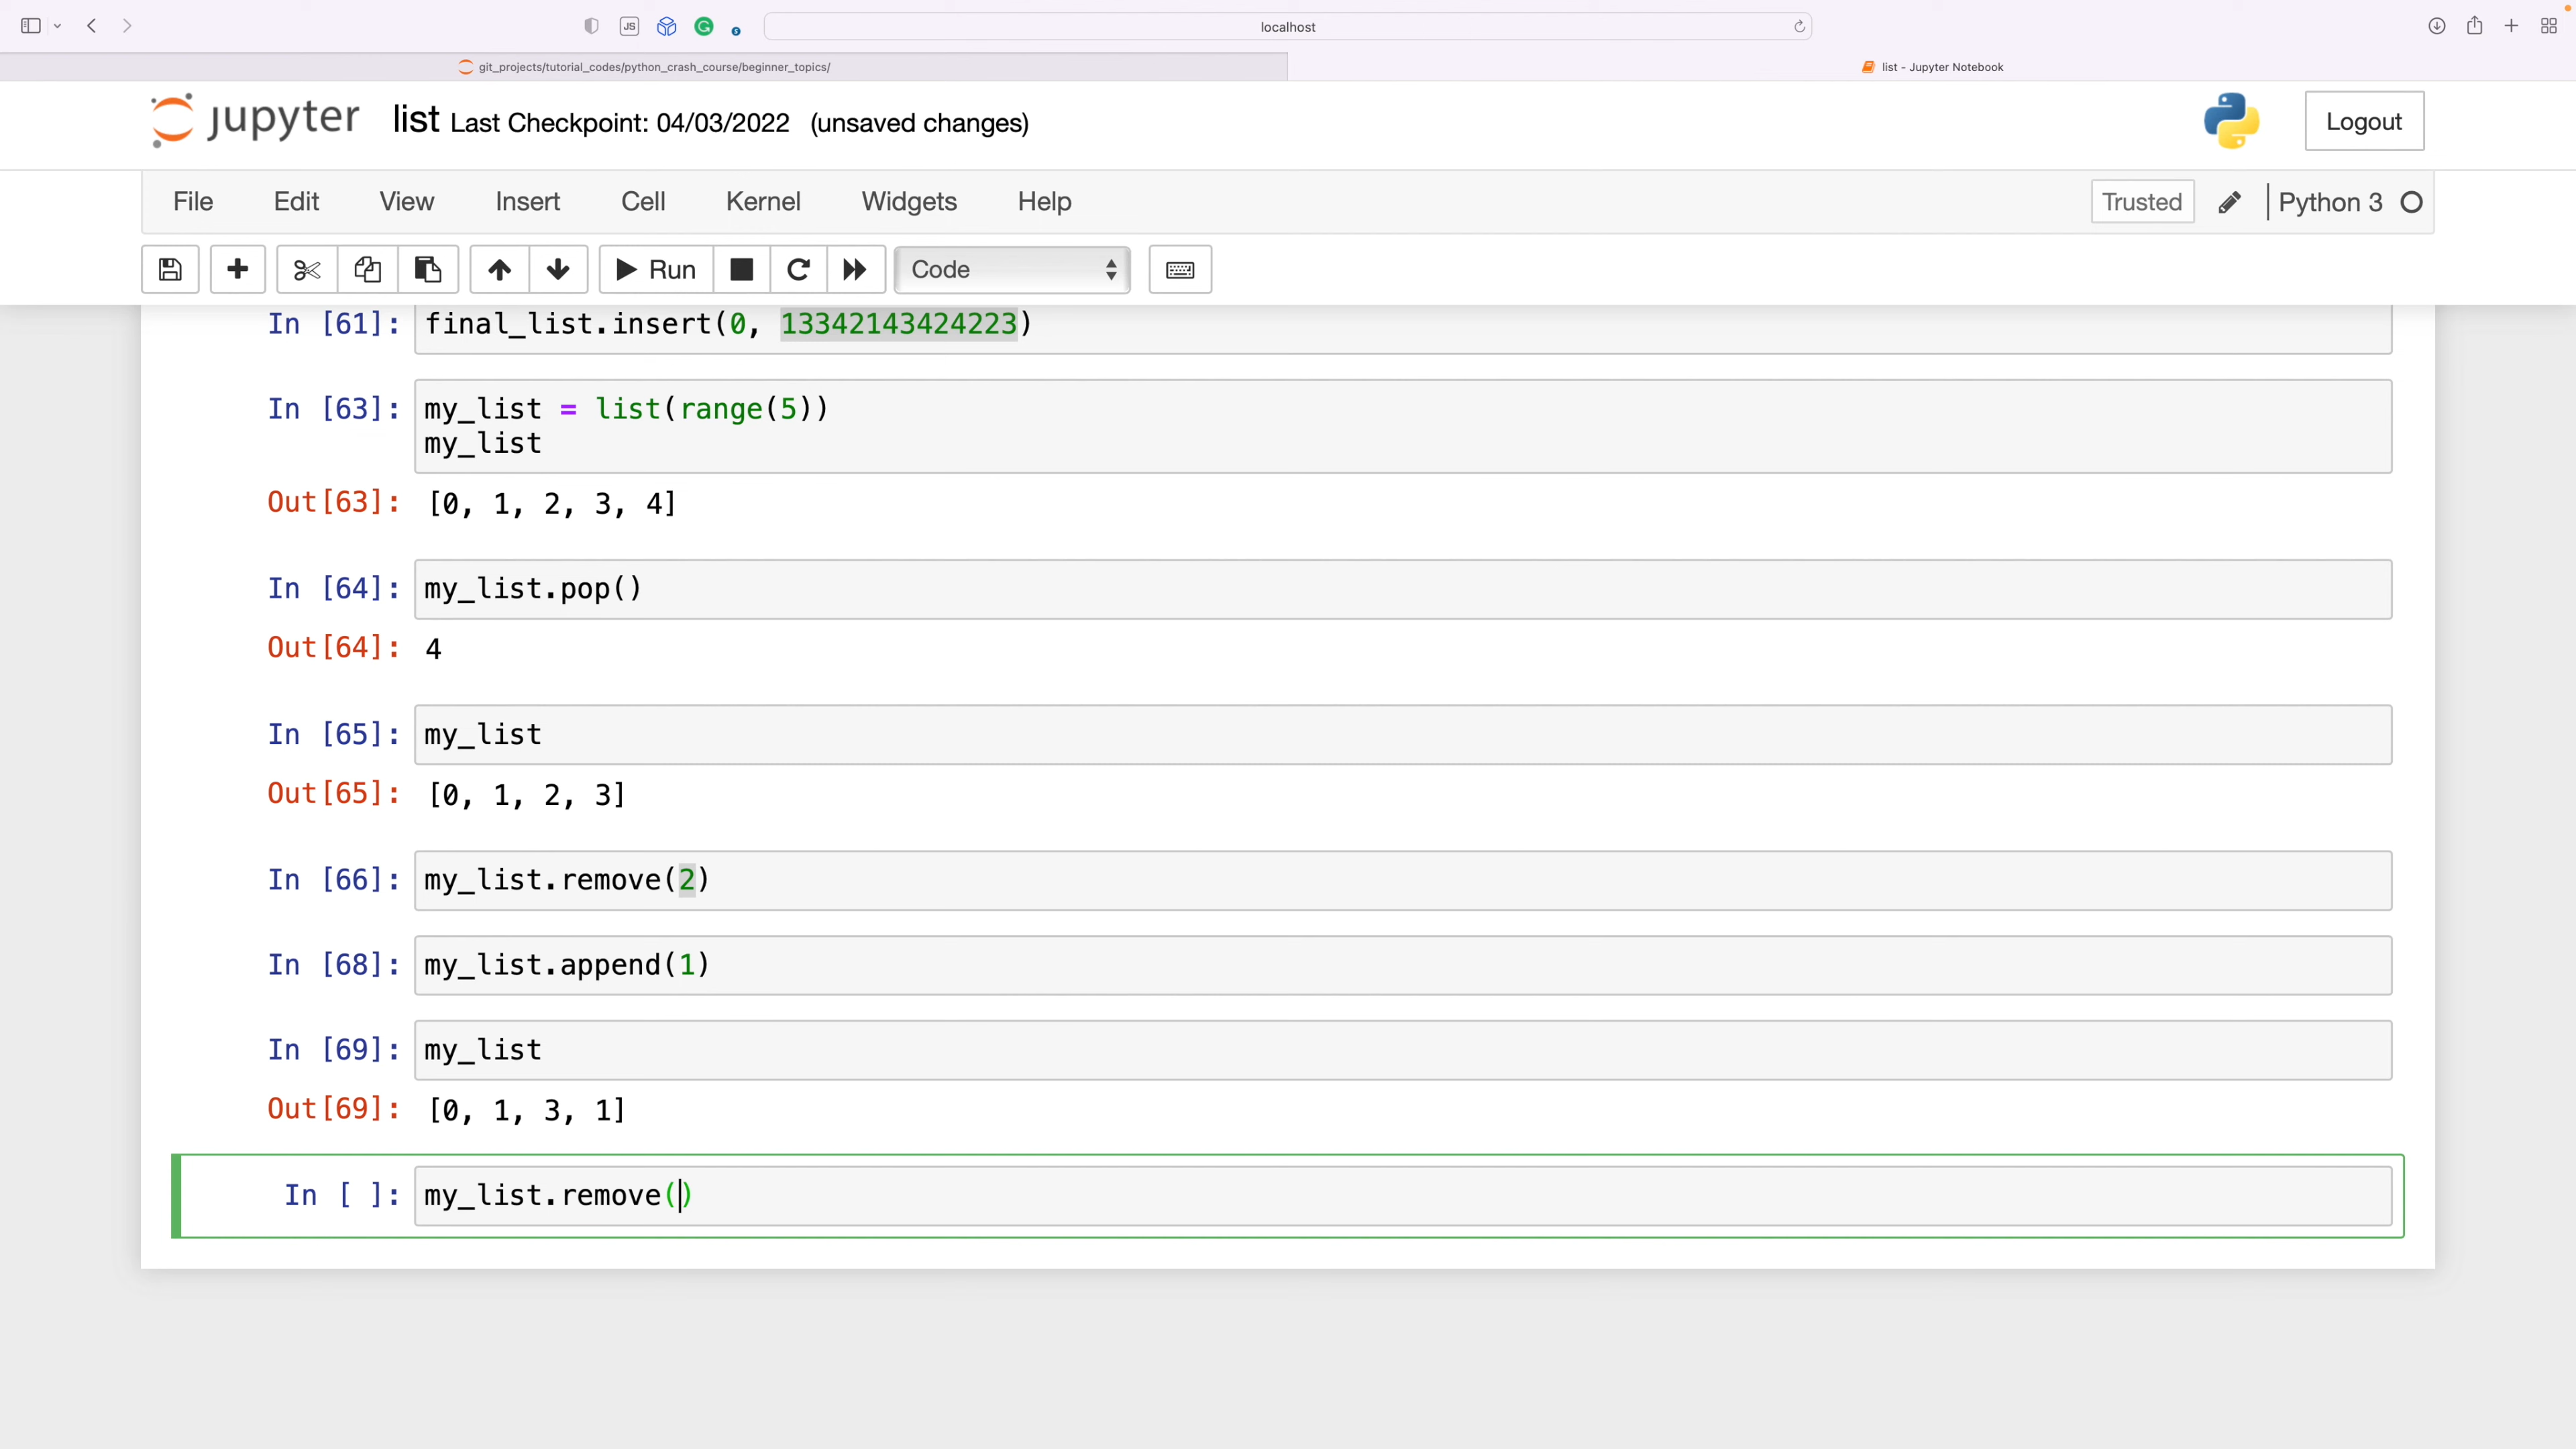 localhost
git_projects/tutorial_codes/python_crash_course/beginner_topics/
list - Jupyter Notebook
jupyter list Last Checkpoint: 04/03/2022 (unsaved changes)
Logout
File Edit View Insert Cell Kernel Widgets Help
Trusted Python 3
Run Code
In [61]: final_list.insert(0, 13342143424223)
In [63]: my_list = list(range(5))
my_list
Out[63]: [0, 1, 2, 3, 4]
In [64]: my_list.pop()
Out[64]: 4
In [65]: my_list
Out[65]: [0, 1, 2, 3]
In [66]: my_list.remove(2)
In [68]: my_list.append(1)
In [69]: my_list
Out[69]: [0, 1, 3, 1]
In [ ]: my_list.remove()